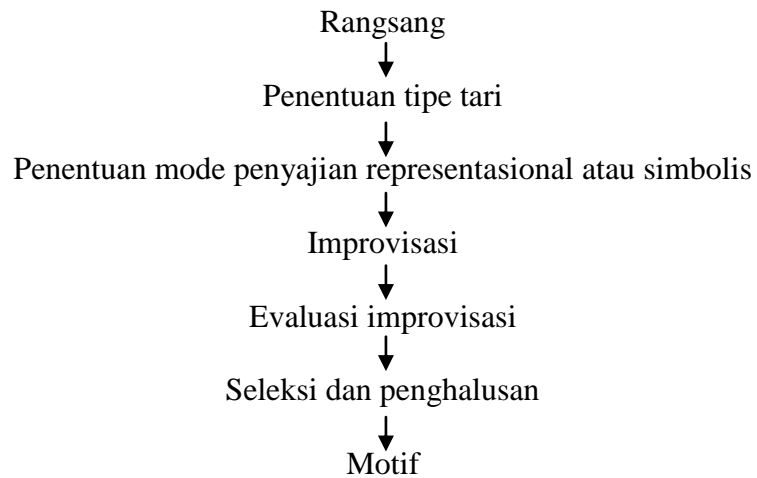 Rangsang
Penentuan tipe tari
Penentuan mode penyajian representasional atau simbolis
Improvisasi
Evaluasi improvisasi
Seleksi dan penghalusan
Motif